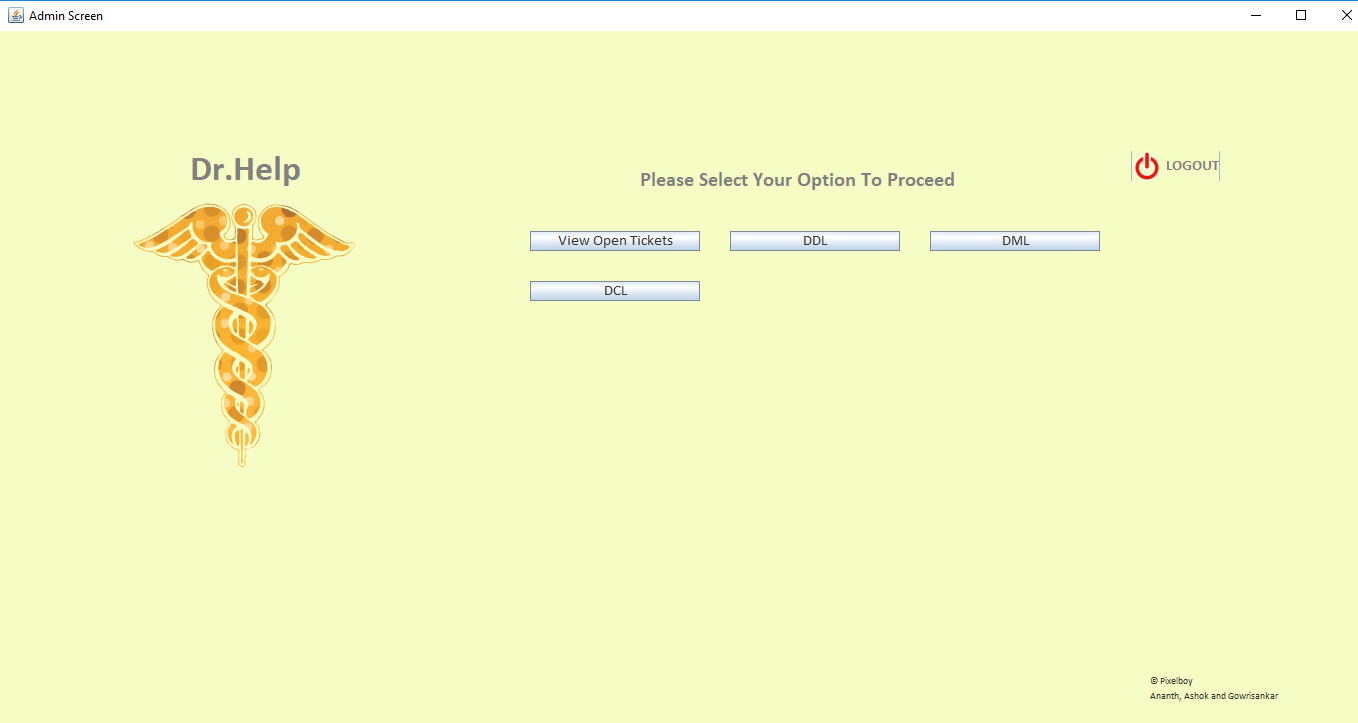 Admin Screen
Dr.Help
Please Select Your Option To Proceed
LOGOUT
View Open Tickets
DDL
DML
DCL
© Pixelboy
Ananth, Ashok and Gowrisankar